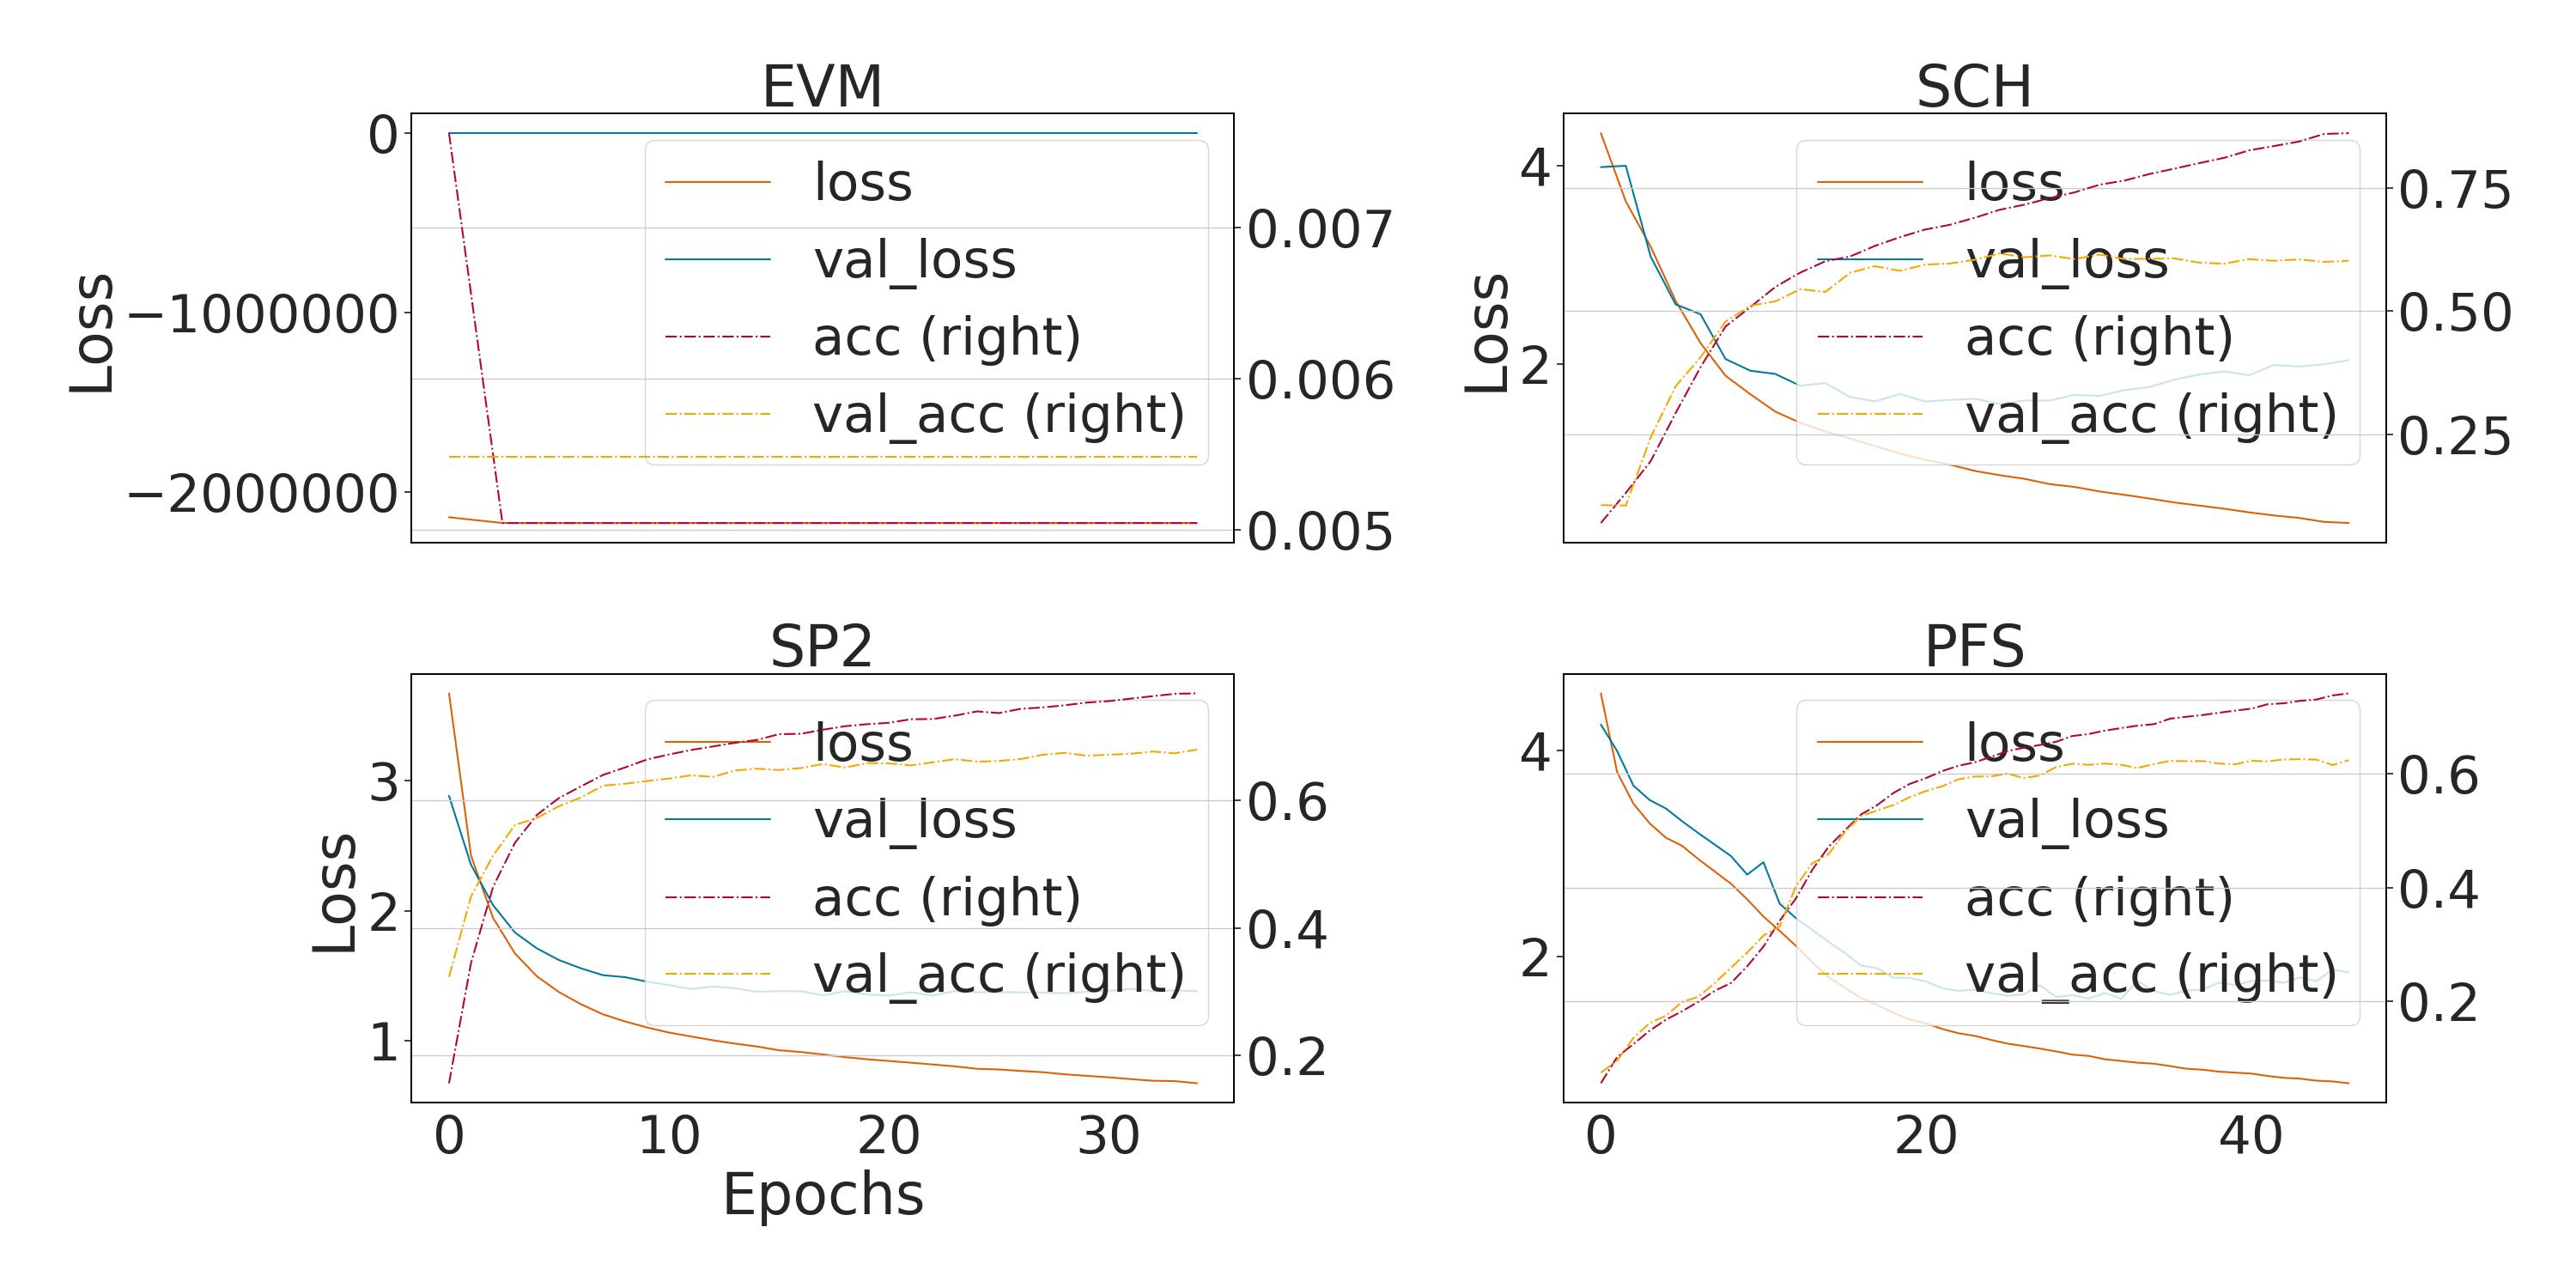 EVM
0
−1000000
−2000000
Loss
loss
val_loss
acc (right)
val_acc (right)
0.007
0.006
0.005
SCH
4
2
Loss
loss
val_loss
acc (right)
val_acc (right)
0.75
0.50
0.25
SP2
3
2
1
Loss
loss
val_loss
acc (right)
val_acc (right)
0.6
0.4
0.2
0 10 20 30
Epochs
PFS
4
2
loss
val_loss
acc (right)
val_acc (right)
0.6
0.4
0.2
0 20 40